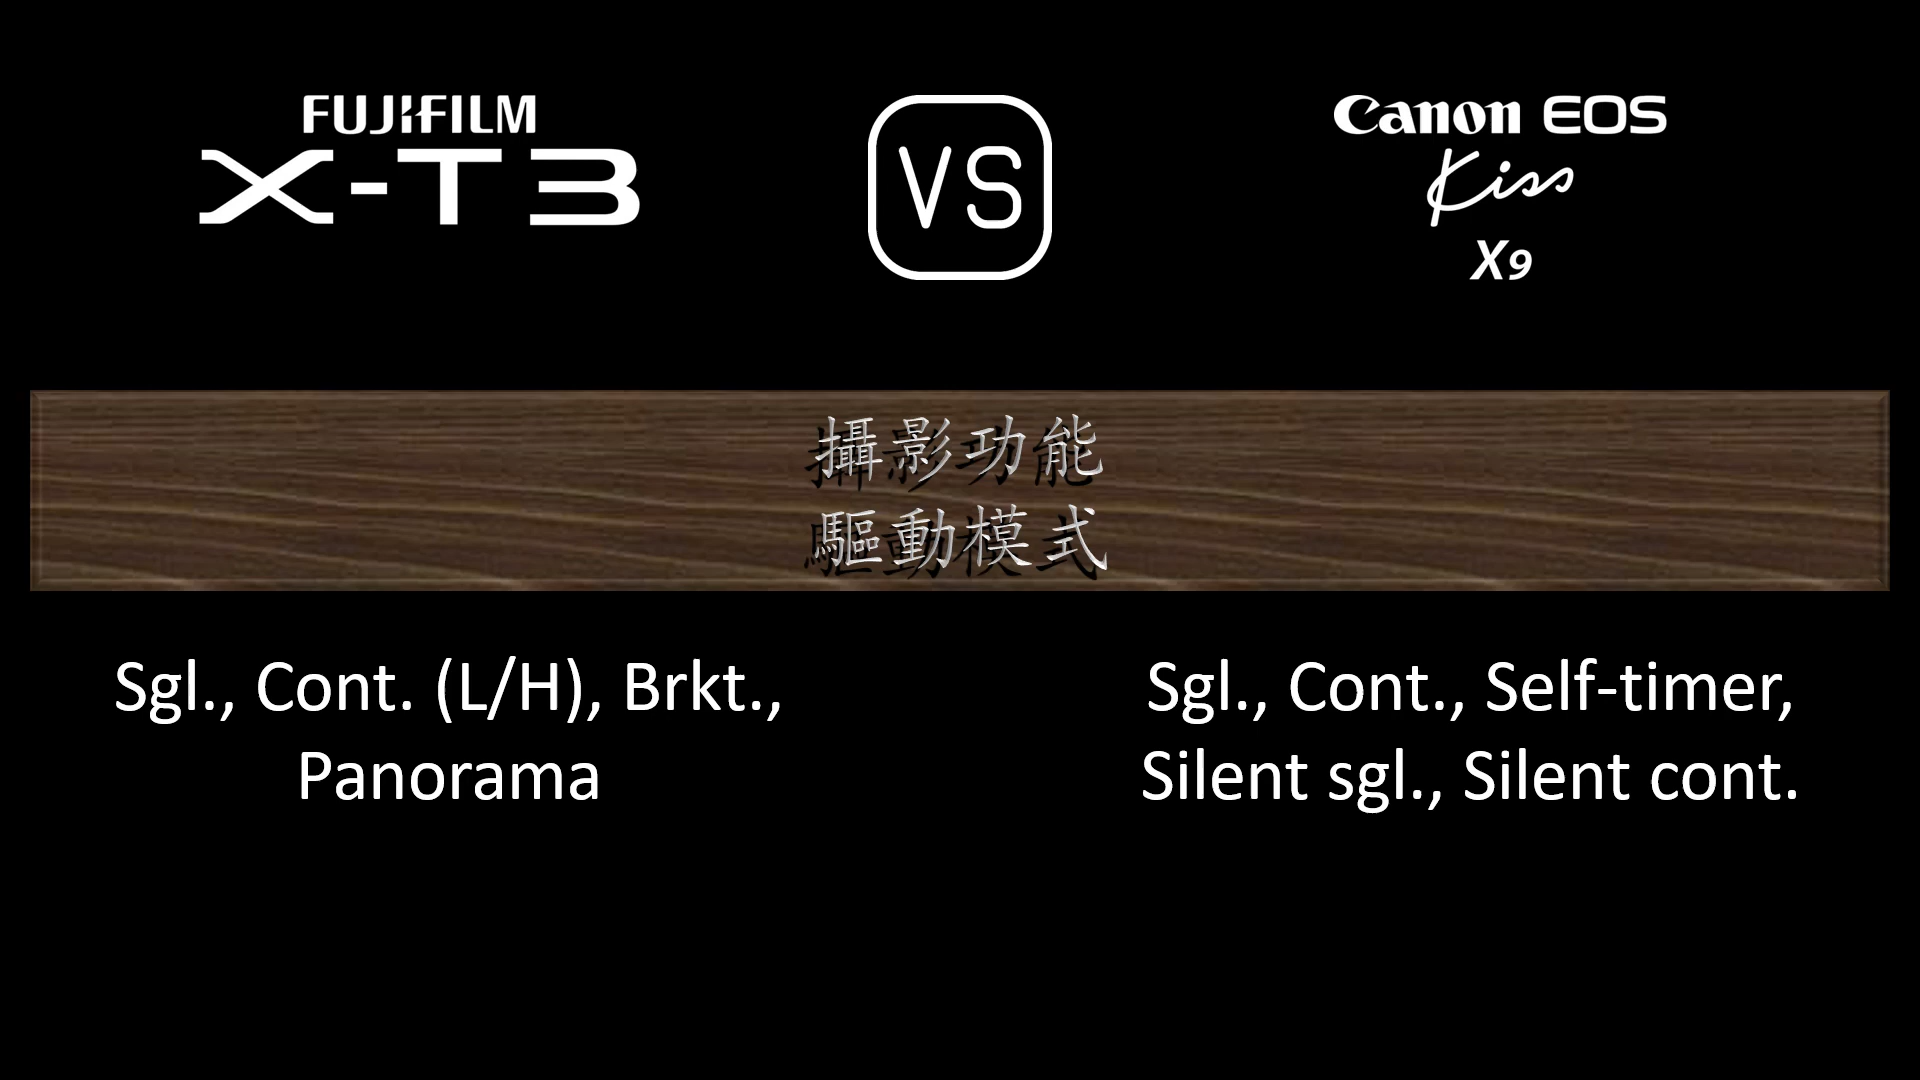 FUJIFILM
X-T3
VS
Canon EOS
Kiss
X9
攝影功能
驅動模式
Sgl., Cont. (L/H), Brkt.,
Panorama
Sgl., Cont., Self-timer,
Silent sgl., Silent cont.